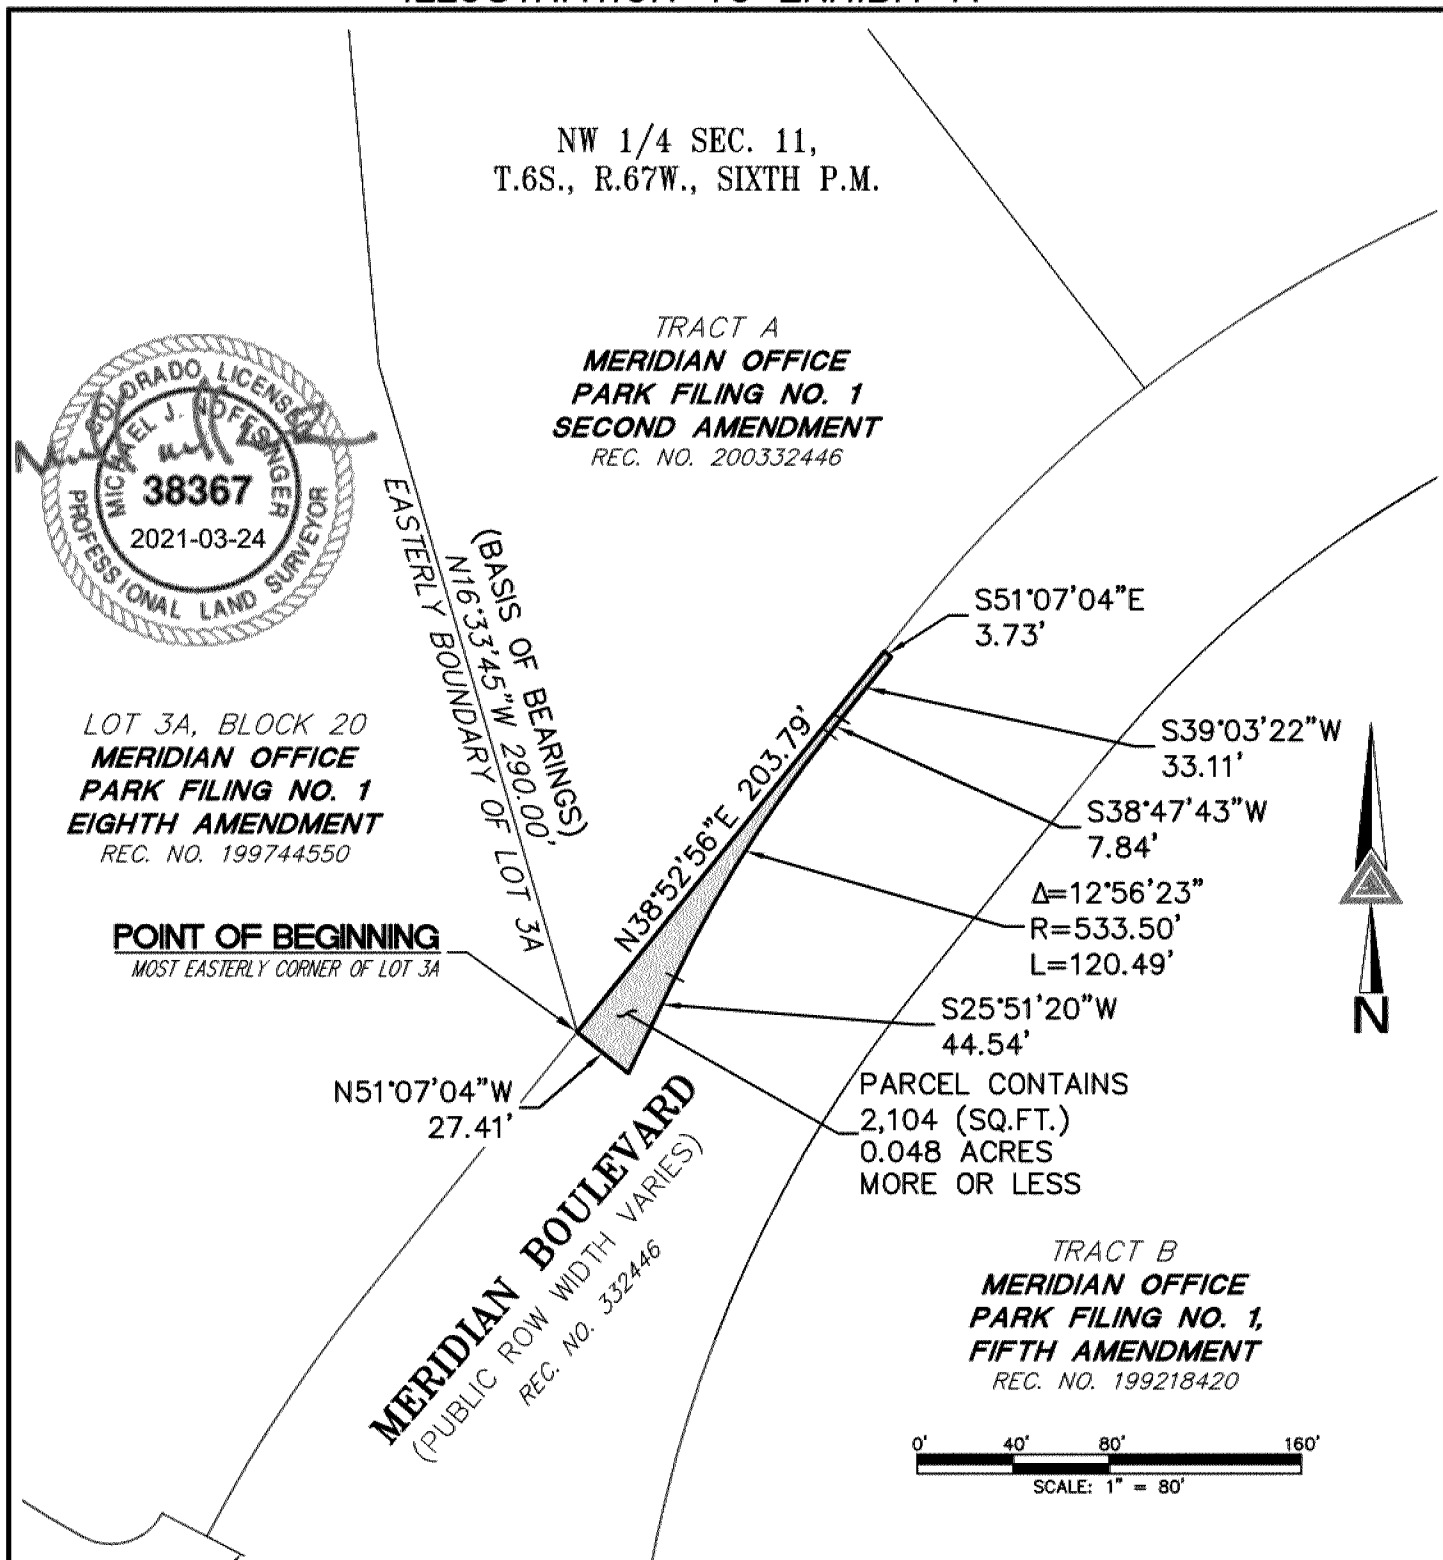 NW 1/4 SEC. 11,
T.6S., R.67W., SIXTH P.M.
TRACT A
MERIDIAN OFFICE
PARK FILING NO. 1
SECOND AMENDMENT
REC. NO. 200332446
COLORADO LICENSED
MICHAEL J. NOFFSINGER
38367
2021-03-24
PROFESSIONAL LAND SURVEYOR
(BASIS OF BEARINGS)
N16°33'45"W 290.00'
EASTERLY BOUNDARY OF LOT 3A
LOT 3A, BLOCK 20
MERIDIAN OFFICE
PARK FILING NO. 1
EIGHTH AMENDMENT
REC. NO. 199744550
POINT OF BEGINNING
MOST EASTERLY CORNER OF LOT 3A
N38°52'56"E 203.79'
S51°07'04"E
3.73'
S39°03'22"W
33.11'
S38°47'43"W
7.84'
Δ=12°56'23"
R=533.50'
L=120.49'
S25°51'20"W
44.54'
N51°07'04"W
27.41'
PARCEL CONTAINS
2,104 (SQ.FT.)
0.048 ACRES
MORE OR LESS
N
MERIDIAN BOULEVARD
(PUBLIC ROW WIDTH VARIES)
REC. NO. 332446
TRACT B
MERIDIAN OFFICE
PARK FILING NO. 1,
FIFTH AMENDMENT
REC. NO. 199218420
0' 40' 80' 160'
SCALE: 1" = 80'